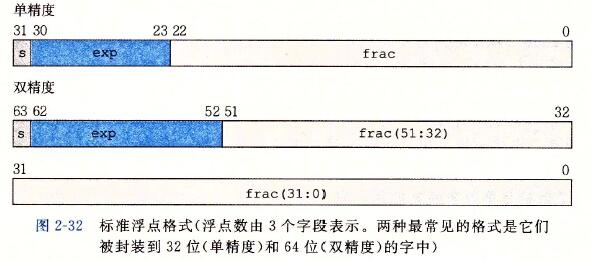 单精度
31 30 23 22 0
s exp frac
双精度
63 62 52 51 32
s exp frac(51:32)
31 0
frac(31:0)
图 2-32 标准浮点格式(浮点数由 3 个字段表示。两种最常见的格式是它们
被封装到 32 位(单精度)和 64 位(双精度)的字中)